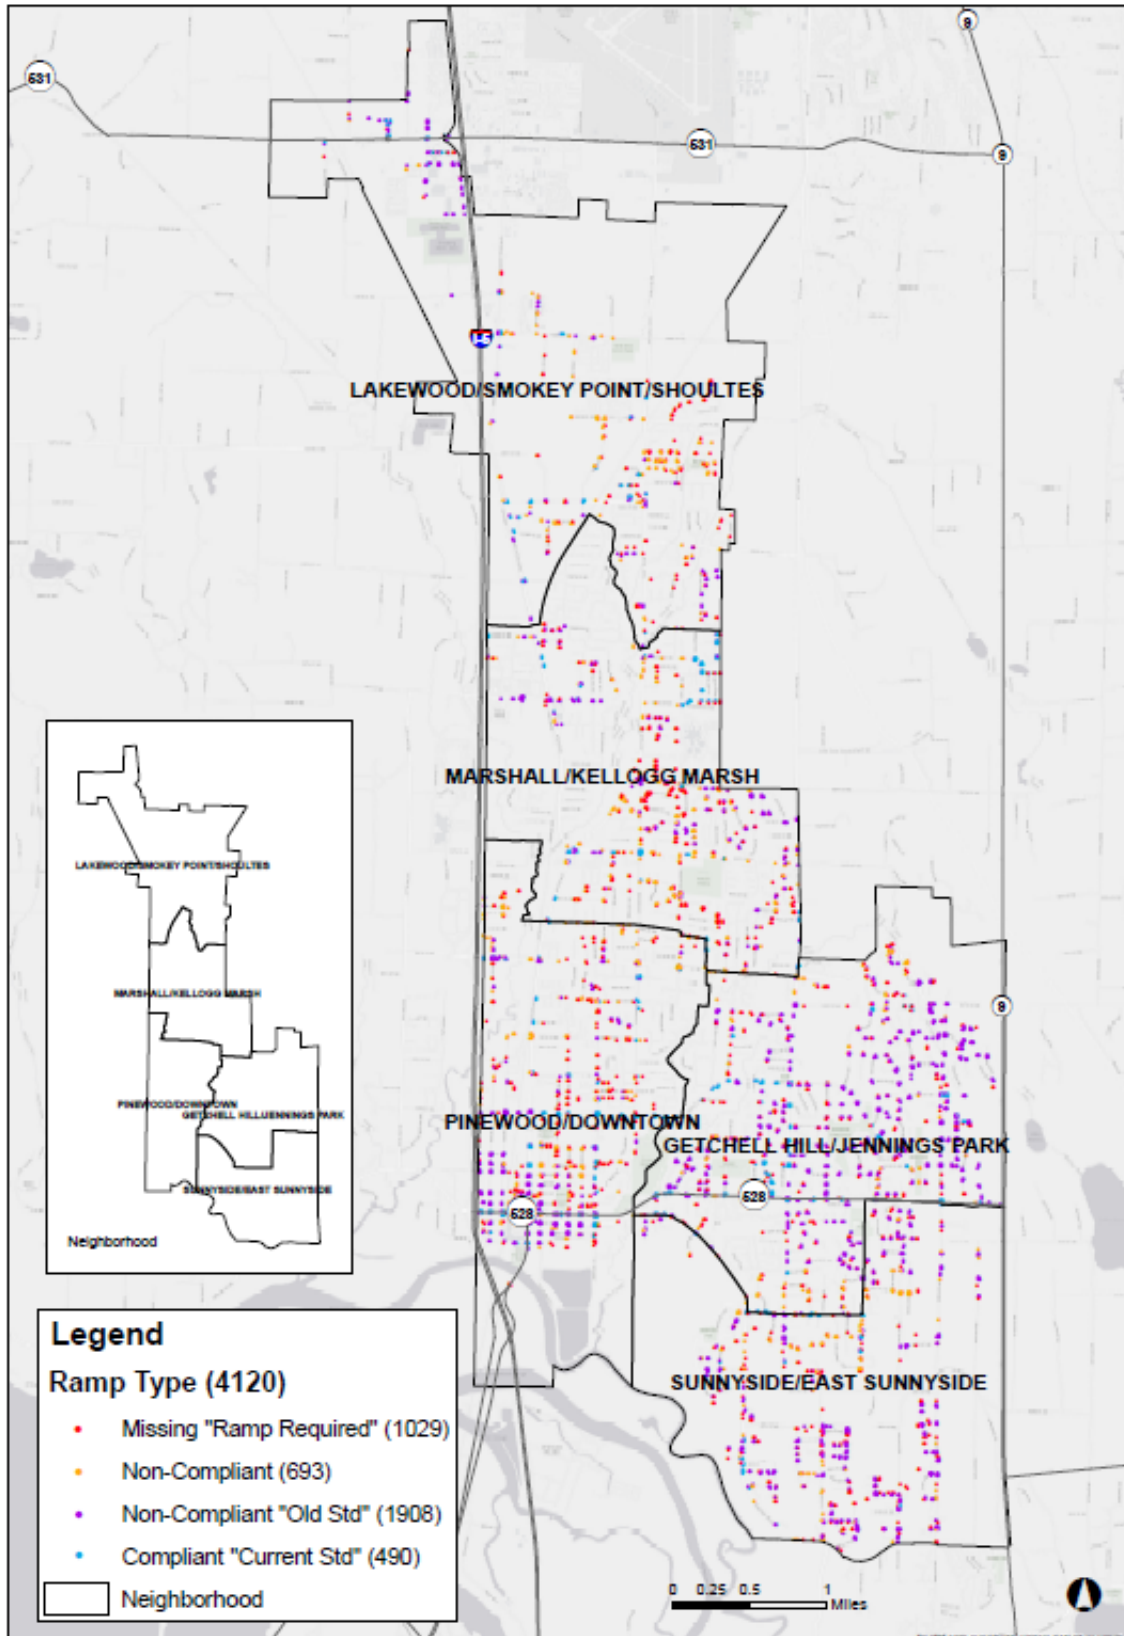 9
531
531
9
I-5
LAKEWOOD/SMOKEY POINT/SHOULTES
MARSHALL/KELLOGG MARSH
9
PINEWOOD/DOWNTOWN
GETCHELL HILL/JENNINGS PARK
528
528
SUNNYSIDE/EAST SUNNYSIDE
LAKEWOOD/SMOKEY POINT/SHOULTES
MARSHALL/KELLOGG MARSH
PINEWOOD/DOWNTOWN
GETCHELL HILL/JENNINGS PARK
SUNNYSIDE/EAST SUNNYSIDE
Neighborhood
Legend
Ramp Type (4120)
Missing "Ramp Required" (1029)
Non-Compliant (693)
Non-Compliant "Old Std" (1908)
Compliant "Current Std" (490)
Neighborhood
0 0.25 0.5 1
Miles